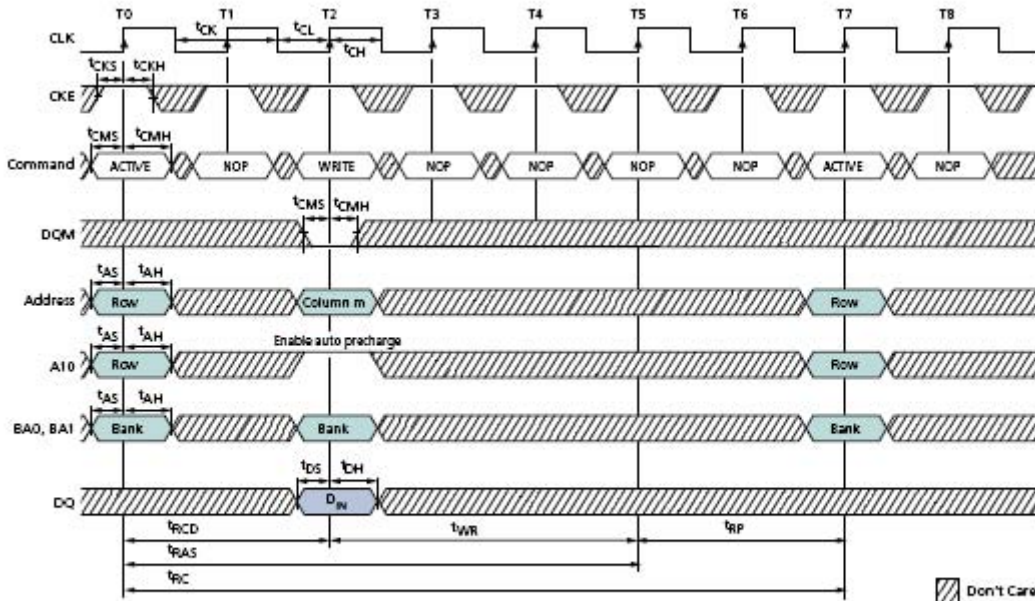 T0 T1 T2 T3 T4 T5 T6 T7 T8
CLK tCK tCL tCH
tCKS tCKH
CKE
tCMS tCMH
Command ACTIVE NOP WRITE NOP NOP NOP NOP ACTIVE NOP
tCMS tCMH
DQM
tAS tAH
Address Row Column m Row
tAS tAH Enable auto precharge
A10 Row Row
tAS tAH
BA0, BA1 Bank Bank Bank
tDS tDH
DQ DIN
tRCD tWR tRP
tRAS
tRC
Don't Care